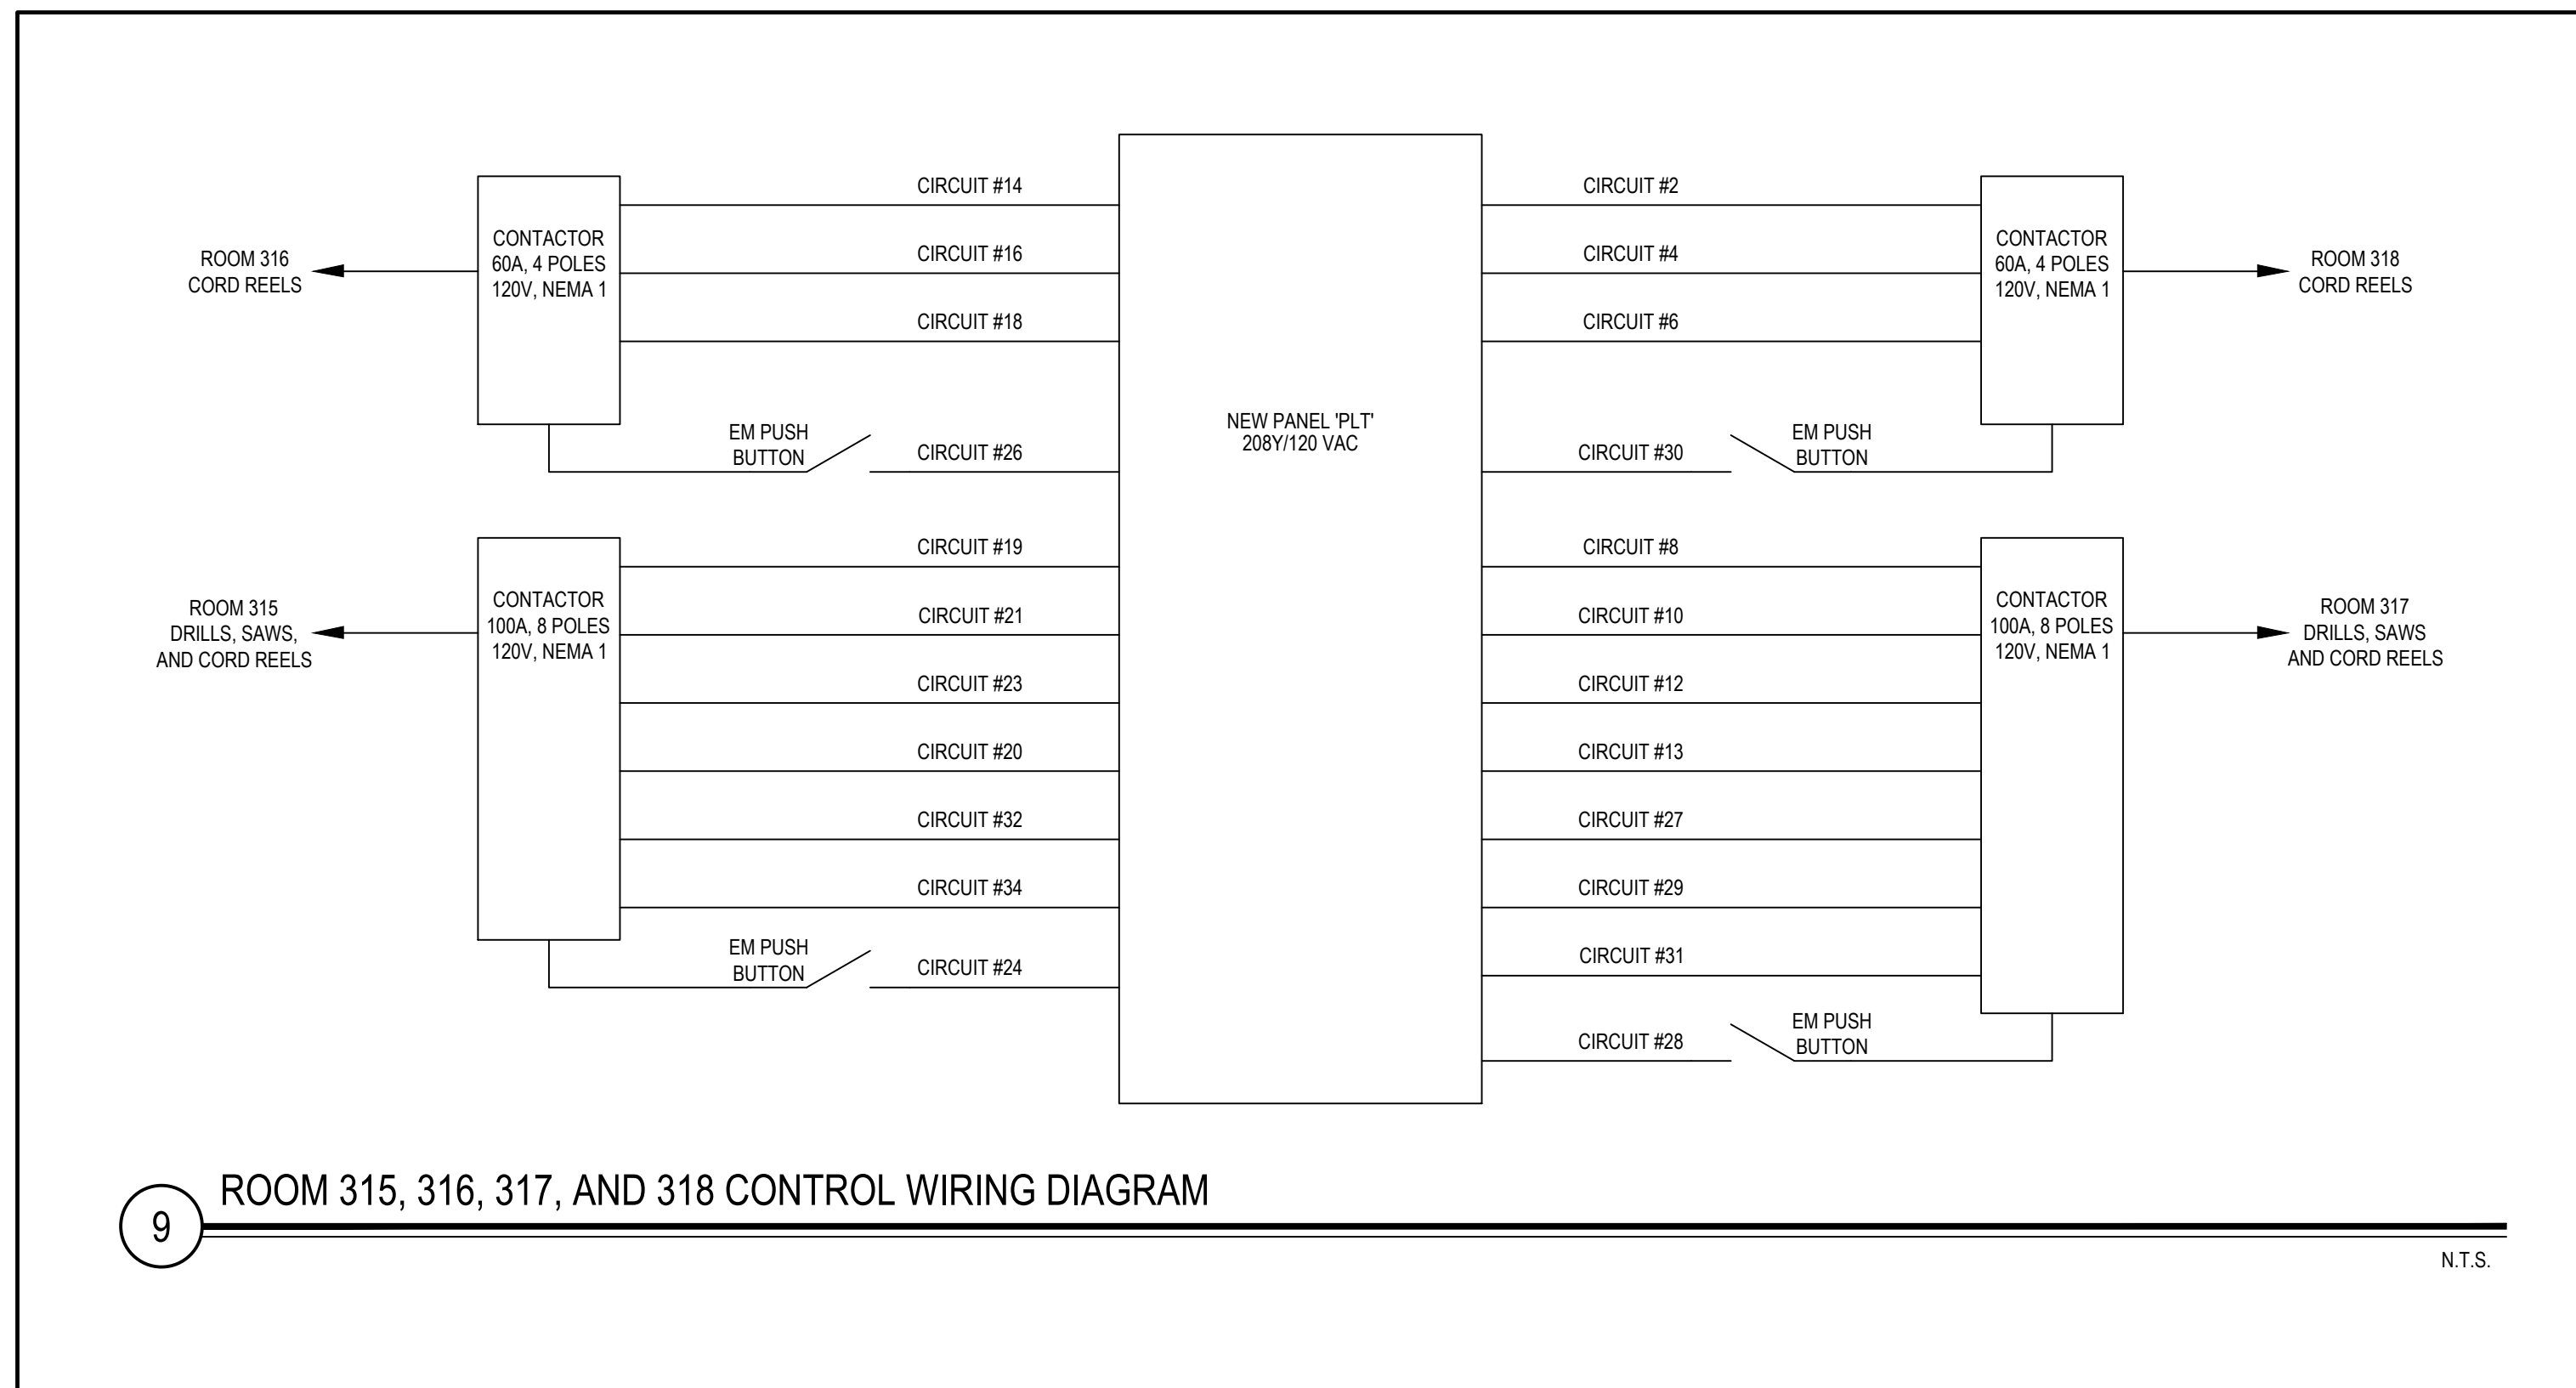 CIRCUIT #14
CIRCUIT #16
CIRCUIT #18
CONTACTOR
60A, 4 POLES
120V, NEMA 1
ROOM 316
CORD REELS
EM PUSH
BUTTON
CIRCUIT #26
CIRCUIT #19
CIRCUIT #21
CIRCUIT #23
CIRCUIT #20
CIRCUIT #32
CIRCUIT #34
CONTACTOR
100A, 8 POLES
120V, NEMA 1
ROOM 315
DRILLS, SAWS,
AND CORD REELS
EM PUSH
BUTTON
CIRCUIT #24
NEW PANEL 'PLT'
208Y/120 VAC
CIRCUIT #2
CIRCUIT #4
CIRCUIT #6
CONTACTOR
60A, 4 POLES
120V, NEMA 1
ROOM 318
CORD REELS
CIRCUIT #30
EM PUSH
BUTTON
CIRCUIT #8
CIRCUIT #10
CIRCUIT #12
CIRCUIT #13
CIRCUIT #27
CIRCUIT #29
CIRCUIT #31
CONTACTOR
100A, 8 POLES
120V, NEMA 1
ROOM 317
DRILLS, SAWS
AND CORD REELS
CIRCUIT #28
EM PUSH
BUTTON
9
ROOM 315, 316, 317, AND 318 CONTROL WIRING DIAGRAM
N.T.S.